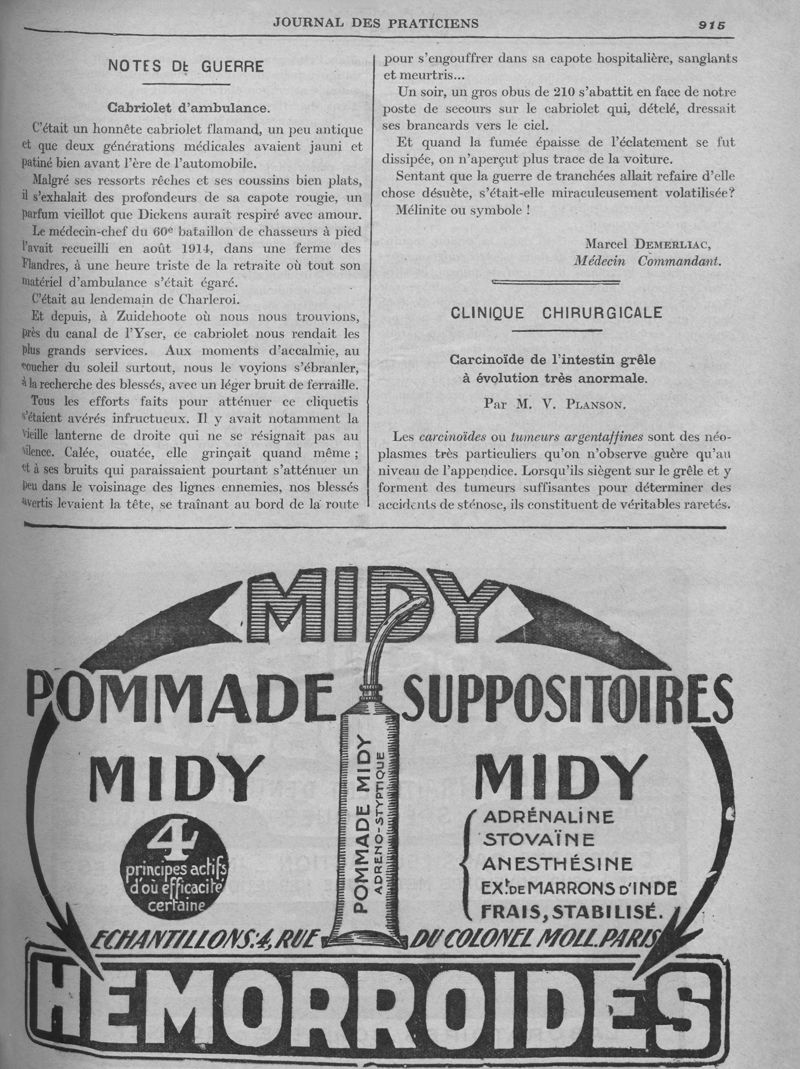 JOURNAL DES PRATICIENS
915
NOTES DE GUERRE
Cabriolet d'ambulance.
C'était un honnête cabriolet flamand, un peu antique
et que deux générations médicales avaient jauni et
patiné bien avant l'ère de l'automobile.
Malgré ses ressorts rêches et ses coussins bien plats,
il s'exhalait des profondeurs de sa capote rougie, un
parfum vieillot que Dickens aurait respiré avec amour.
Le médecin-chef du 60e bataillon de chasseurs à pied
l'avait recueilli en août 1914, dans une ferme des
Flandres, à une heure triste de la retraite où tout son
matériel d'ambulance s'était égaré.
C'était au lendemain de Charleroi.
Et depuis, à Zuidehoote où nous nous trouvions,
près du canal de l'Yser, ce cabriolet nous rendait les
plus grands services. Aux moments d'accalmie, au
coucher du soleil surtout, nous le voyions s'ébranler,
à la recherche des blessés, avec un léger bruit de ferraille.
Tous les efforts faits pour atténuer ce cliquetis
s'étaient avérés infructueux. Il y avait notamment la
vieille lanterne de droite qui ne se résignait pas au
silence. Calée, ouatée, elle grinçait quand même ;
et à ses bruits qui paraissaient pourtant s'atténuer un
peu dans le voisinage des lignes ennemies, nos blessés
avertis levaient la tête, se traînant au bord de la route
pour s'engouffrer dans sa capote hospitalière, sanglants
et meurtris...
Un soir, un gros obus de 210 s'abattit en face de notre
poste de secours sur le cabriolet qui, dételé, dressait
ses brancards vers le ciel.
Et quand la fumée épaisse de l'éclatement se fut
dissipée, on n'aperçut plus trace de la voiture.
Sentant que la guerre de tranchées allait refaire d'elle
chose désuète, s'était-elle miraculeusement volatilisée?
Mélinite ou symbole !
Marcel DEMERLIAC,
Médecin Commandant.
CLINIQUE CHIRURGICALE
Carcinoïde de l'intestin grêle
à évolution très anormale.
Par M. V. PLANSON.
Les carcinoïdes ou tumeurs argentaffines sont des néo-
plasmes très particuliers qu'on n'observe guère qu'au
niveau de l'appendice. Lorsqu'ils siègent sur le grêle et y
forment des tumeurs suffisantes pour déterminer des
accidents de sténose, ils constituent de véritables raretés.
MIDY
POMMADE
MIDY
4
principes actifs
d'où efficacité
certaine
POMMADE MIDY
ADRENO-STYPTIQUE
MODELE DEPOSE
SUPPOSITOIRES
MIDY
ADRÉNALINE
STOVAÏNE
ANESTHÉSINE
EXt. DE MARRONS D'INDE
FRAIS, STABILISÉ.
ECHANTILLONS: 4, RUE DU COLONEL MOLL. PARIS
HEMORROIDES